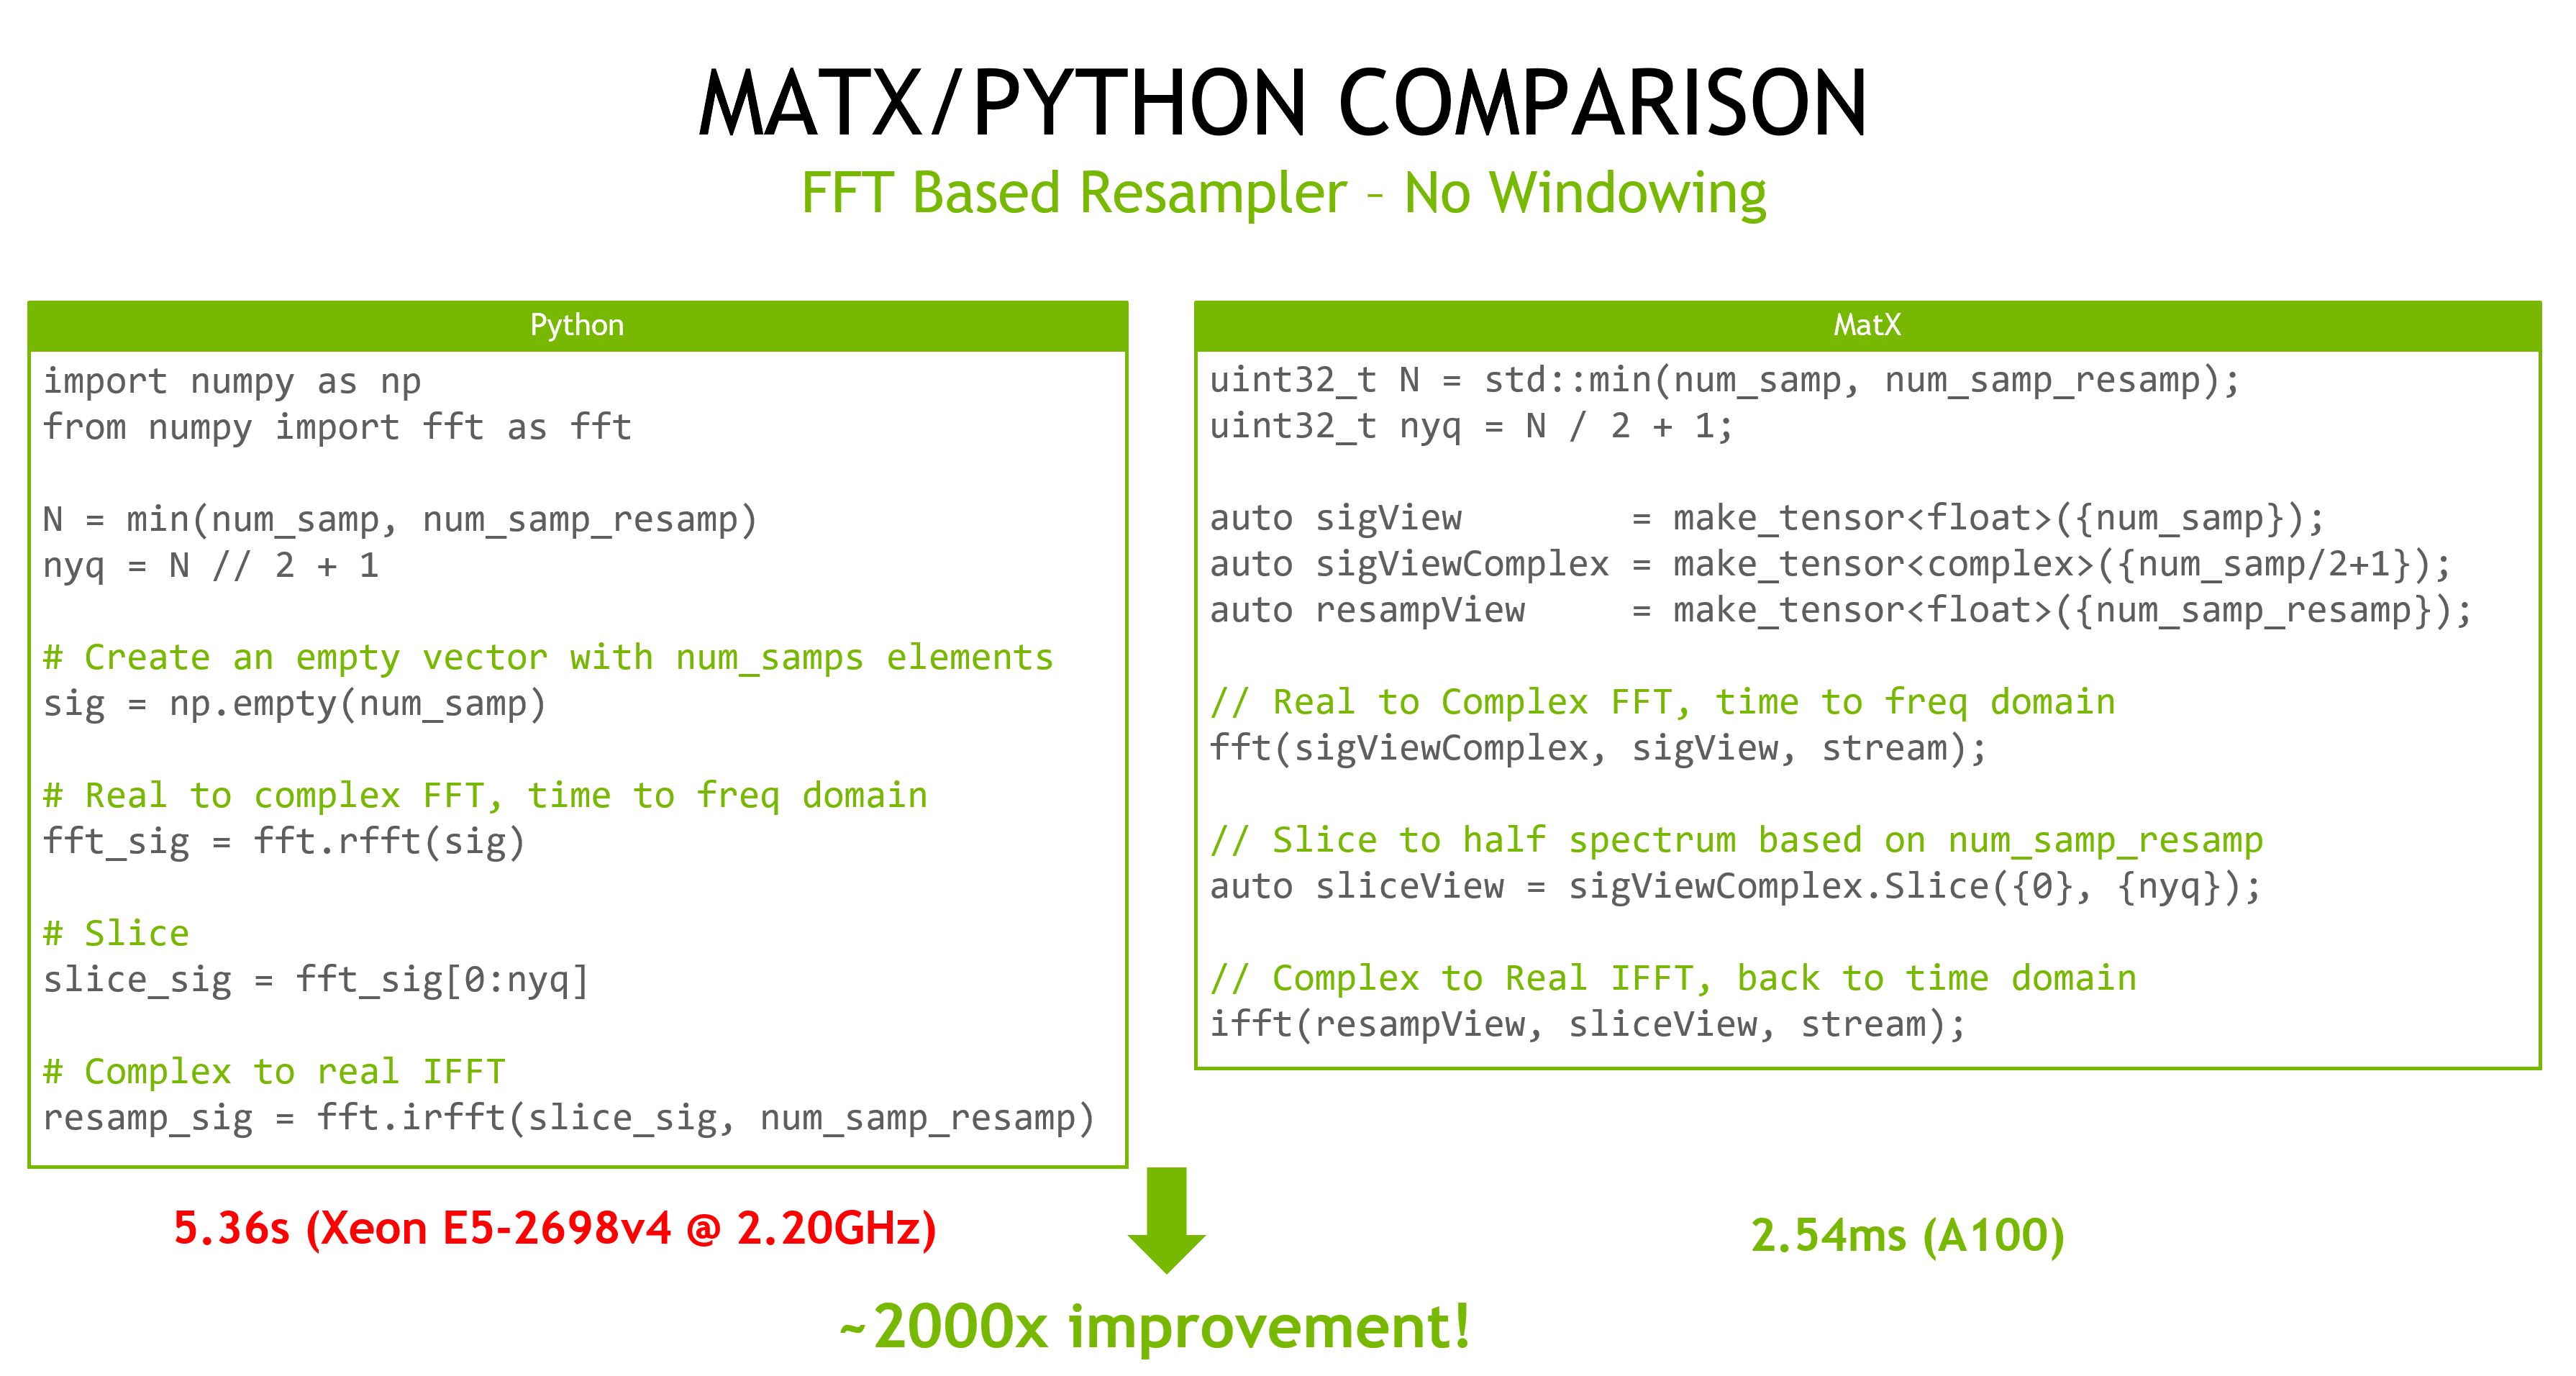 MATX/PYTHON COMPARISON
FFT Based Resampler – No Windowing
Python
import numpy as np
from numpy import fft as fft
N = min(num_samp, num_samp_resamp)
nyq = N // 2 + 1
# Create an empty vector with num_samps elements
sig = np.empty(num_samp)
# Real to complex FFT, time to freq domain
fft_sig = fft.rfft(sig)
# Slice
slice_sig = fft_sig[0:nyq]
# Complex to real IFFT
resamp_sig = fft.irfft(slice_sig, num_samp_resamp)
5.36s (Xeon E5-2698v4 @ 2.20GHz)
MatX
uint32_t N = std::min(num_samp, num_samp_resamp);
uint32_t nyq = N / 2 + 1;
auto sigView        = make_tensor<float>({num_samp});
auto sigViewComplex = make_tensor<complex>({num_samp/2+1});
auto resampView     = make_tensor<float>({num_samp_resamp});
// Real to Complex FFT, time to freq domain
fft(sigViewComplex, sigView, stream);
// Slice to half spectrum based on num_samp_resamp
auto sliceView = sigViewComplex.Slice({0}, {nyq});
// Complex to Real IFFT, back to time domain
ifft(resampView, sliceView, stream);
2.54ms (A100)
~2000x improvement!